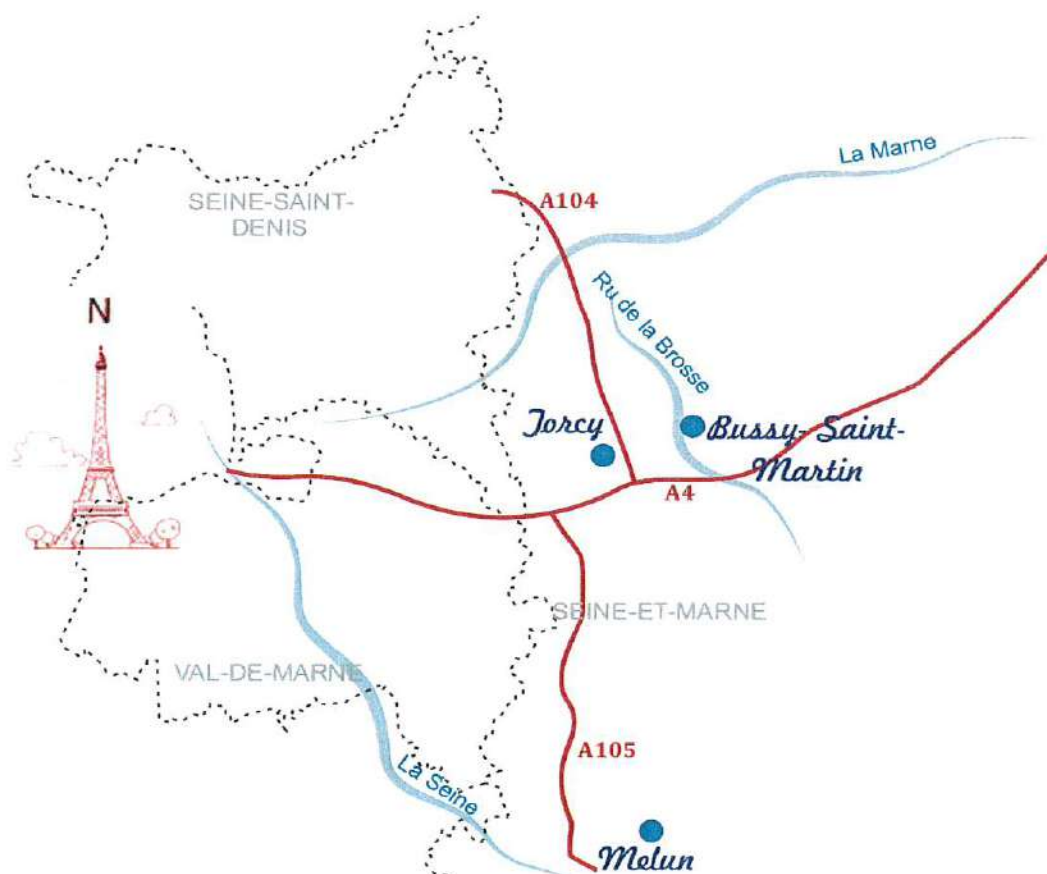 La Marne
SEINE-SAINT-
DENIS
A104
N
Ru de la Brosse
Torcy
Bussy-Saint-
Martin
A4
SEINE-ET-MARNE
VAL-DE-MARNE
A105
La Seine
Melun